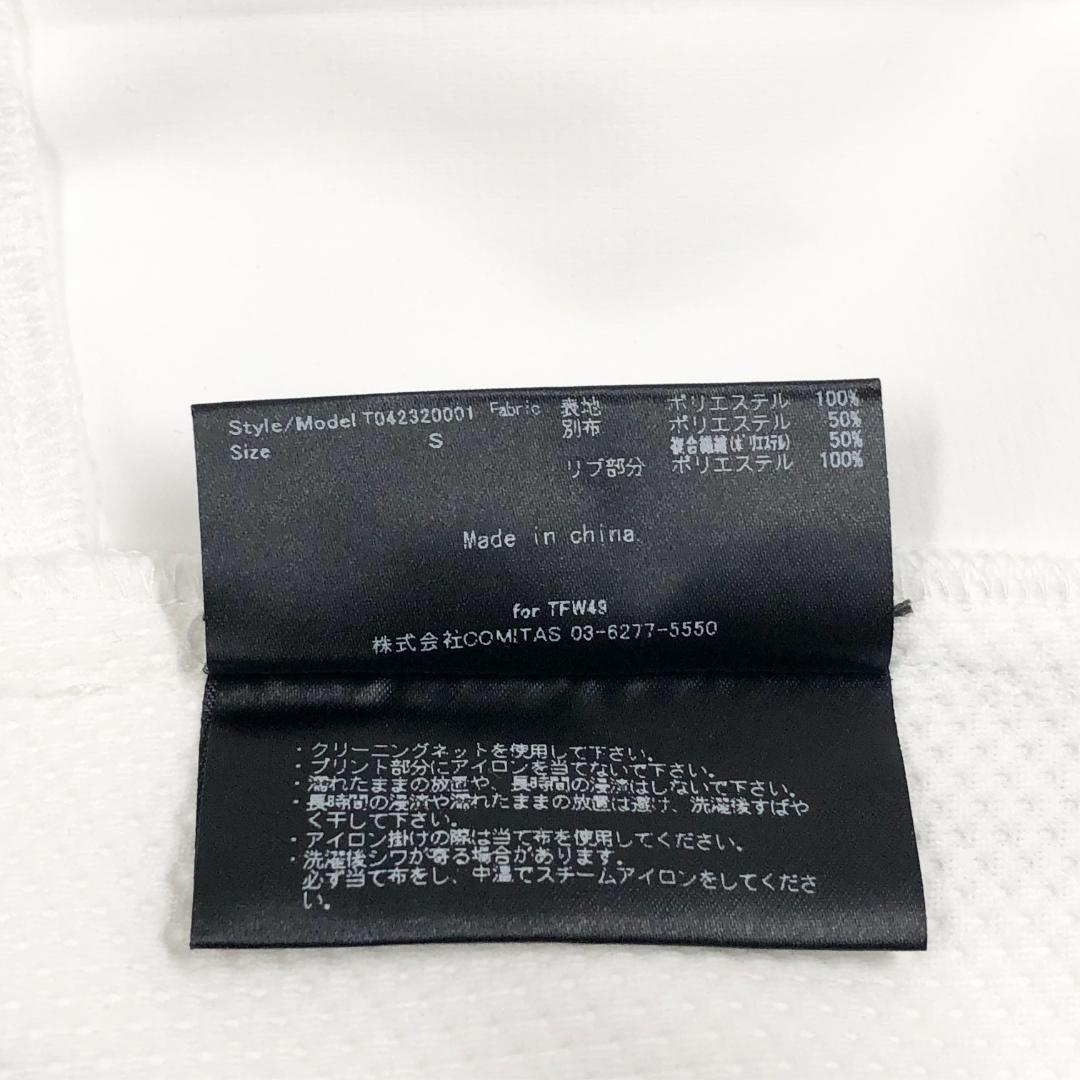 Style/Model T042320001 Fabric 表地 ポリエステル 100%
Size S 別布 ポリエステル 50%
複合繊維(ポリエステル) 50%
リブ部分 ポリエステル 100%
Made in china
for TFW49
株式会社COMITAS 03-6277-5550
・クリーニングネットを使用して下さい。
・プリント部分にアイロンを当てないで下さい。
・濡れたままの放置や、長時間の浸漬はしないで下さい。
・長時間の浸漬や濡れたままの放置は避け、洗濯後すばや
く干して下さい。
・アイロン掛けの際は当て布を使用してください。
・洗濯後シワが寄る場合があります。
必ず当て布をし、中温でスチームアイロンをしてくださ
い。